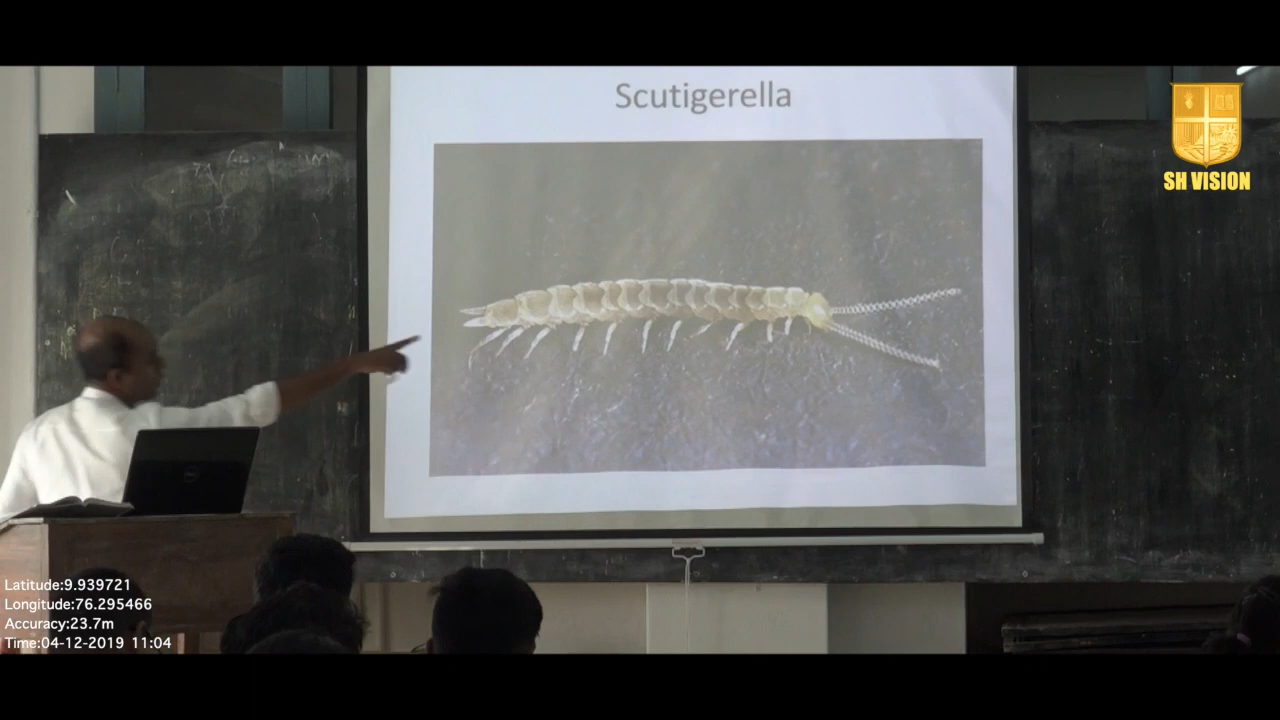 Scutigerella
SH VISION
Latitude:9.939721
Longitude:76.295466
Accuracy:23.7m
Time:04-12-2019 11:04